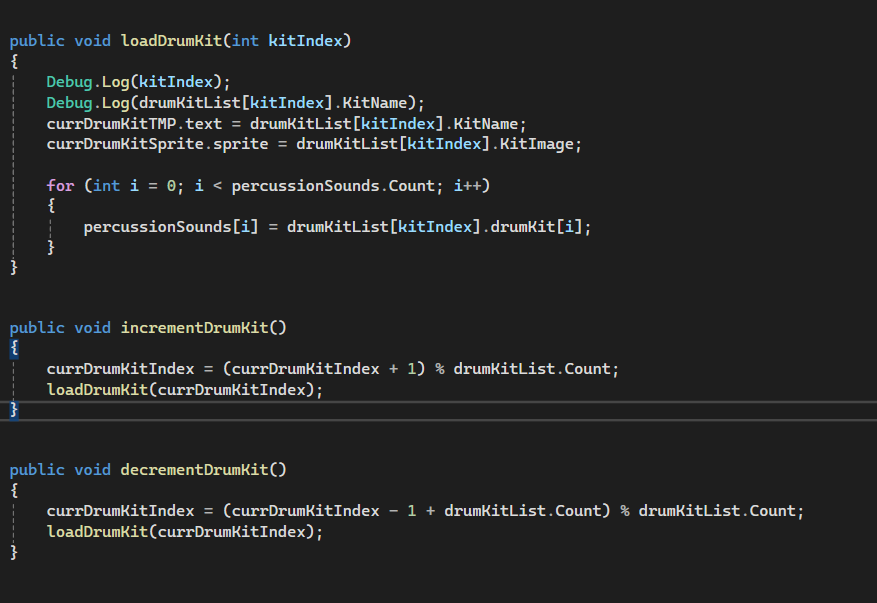 public void loadDrumKit(int kitIndex)
{
    Debug.Log(kitIndex);
    Debug.Log(drumKitList[kitIndex].KitName);
    currDrumKitTMP.text = drumKitList[kitIndex].KitName;
    currDrumKitSprite.sprite = drumKitList[kitIndex].KitImage;
    for (int i = 0; i < percussionSounds.Count; i++)
    {
        percussionSounds[i] = drumKitList[kitIndex].drumKit[i];
    }
}
public void incrementDrumKit()
{
    currDrumKitIndex = (currDrumKitIndex + 1) % drumKitList.Count;
    loadDrumKit(currDrumKitIndex);
}
public void decrementDrumKit()
{
    currDrumKitIndex = (currDrumKitIndex - 1 + drumKitList.Count) % drumKitList.Count;
    loadDrumKit(currDrumKitIndex);
}